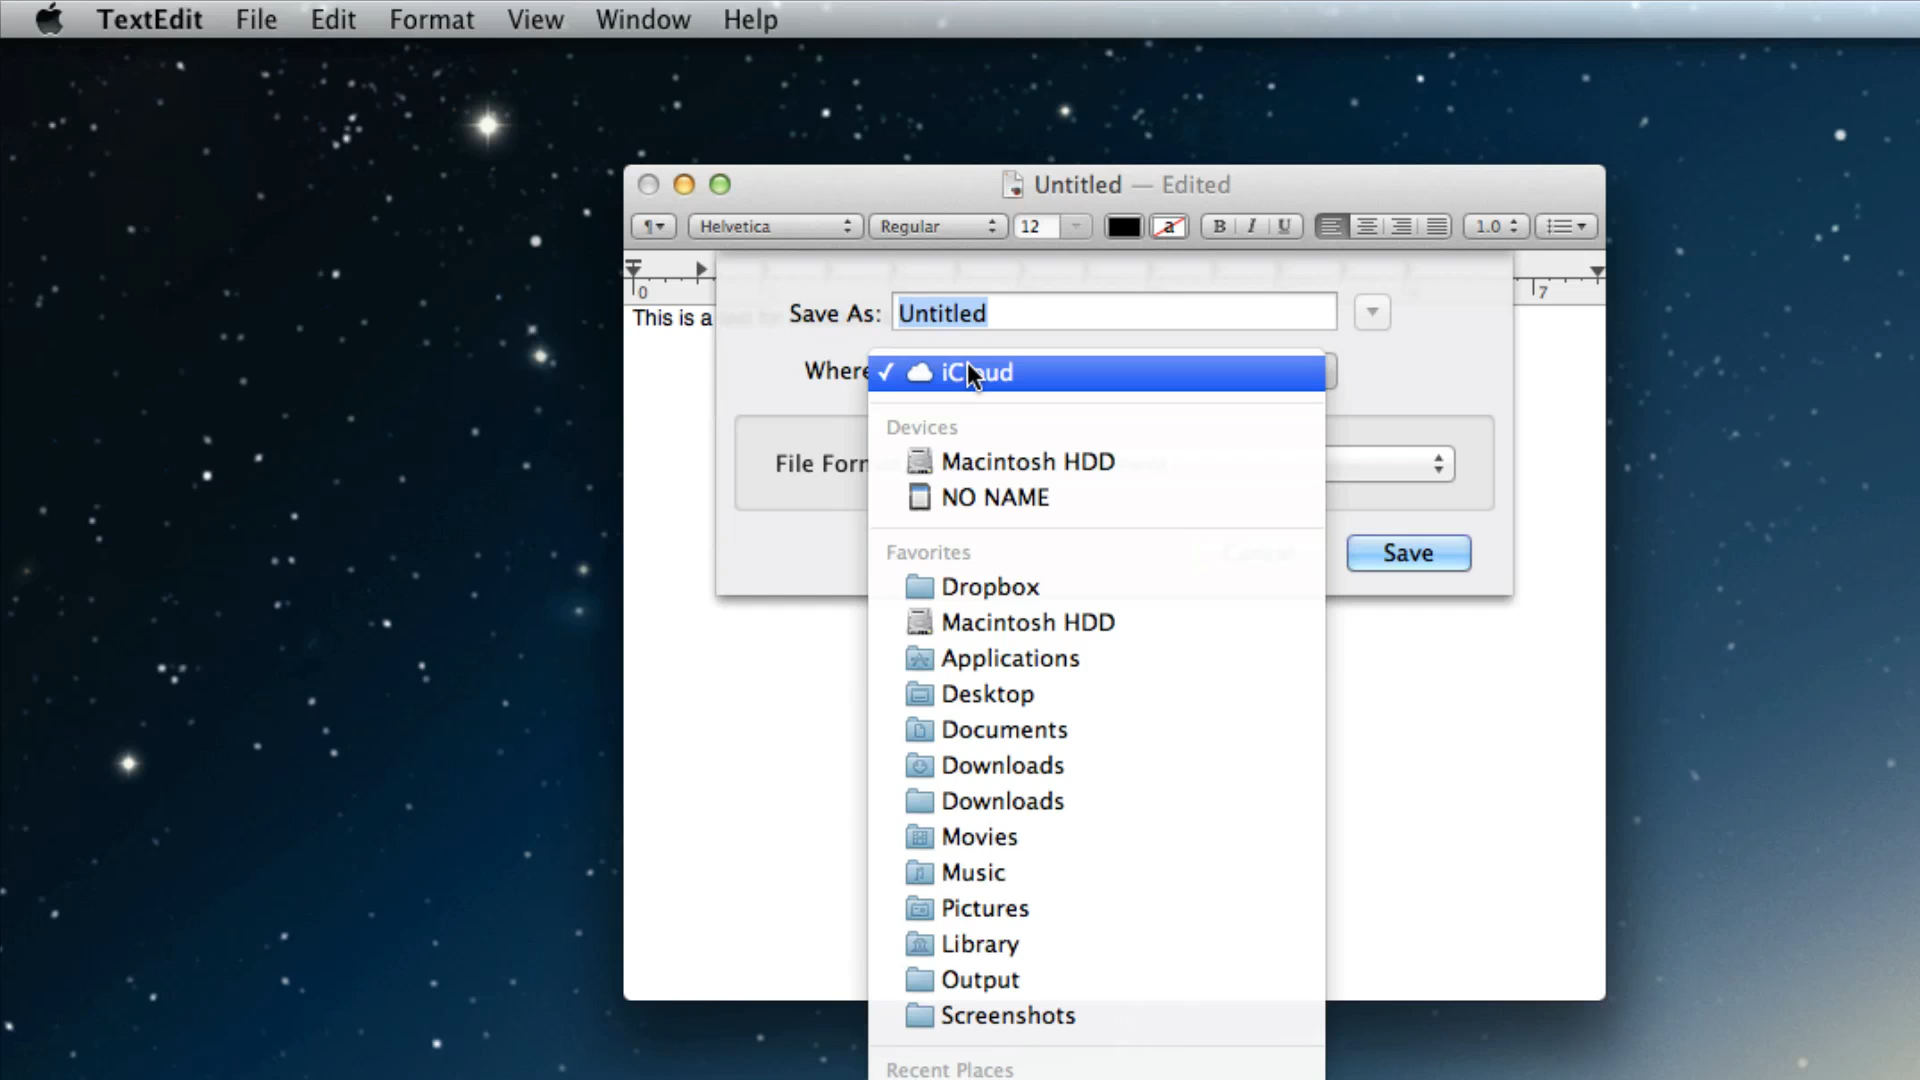 TextEdit File Edit Format View Window Help
Untitled — Edited
¶ Helvetica Regular 12 a B I U 1.0
0 7
This is a
Save As: Untitled
Where iCloud
Devices
Macintosh HDD
File Form
NO NAME
Favorites
Cancel Save
Dropbox
Macintosh HDD
Applications
Desktop
Documents
Downloads
Downloads
Movies
Music
Pictures
Library
Output
Screenshots
Recent Places